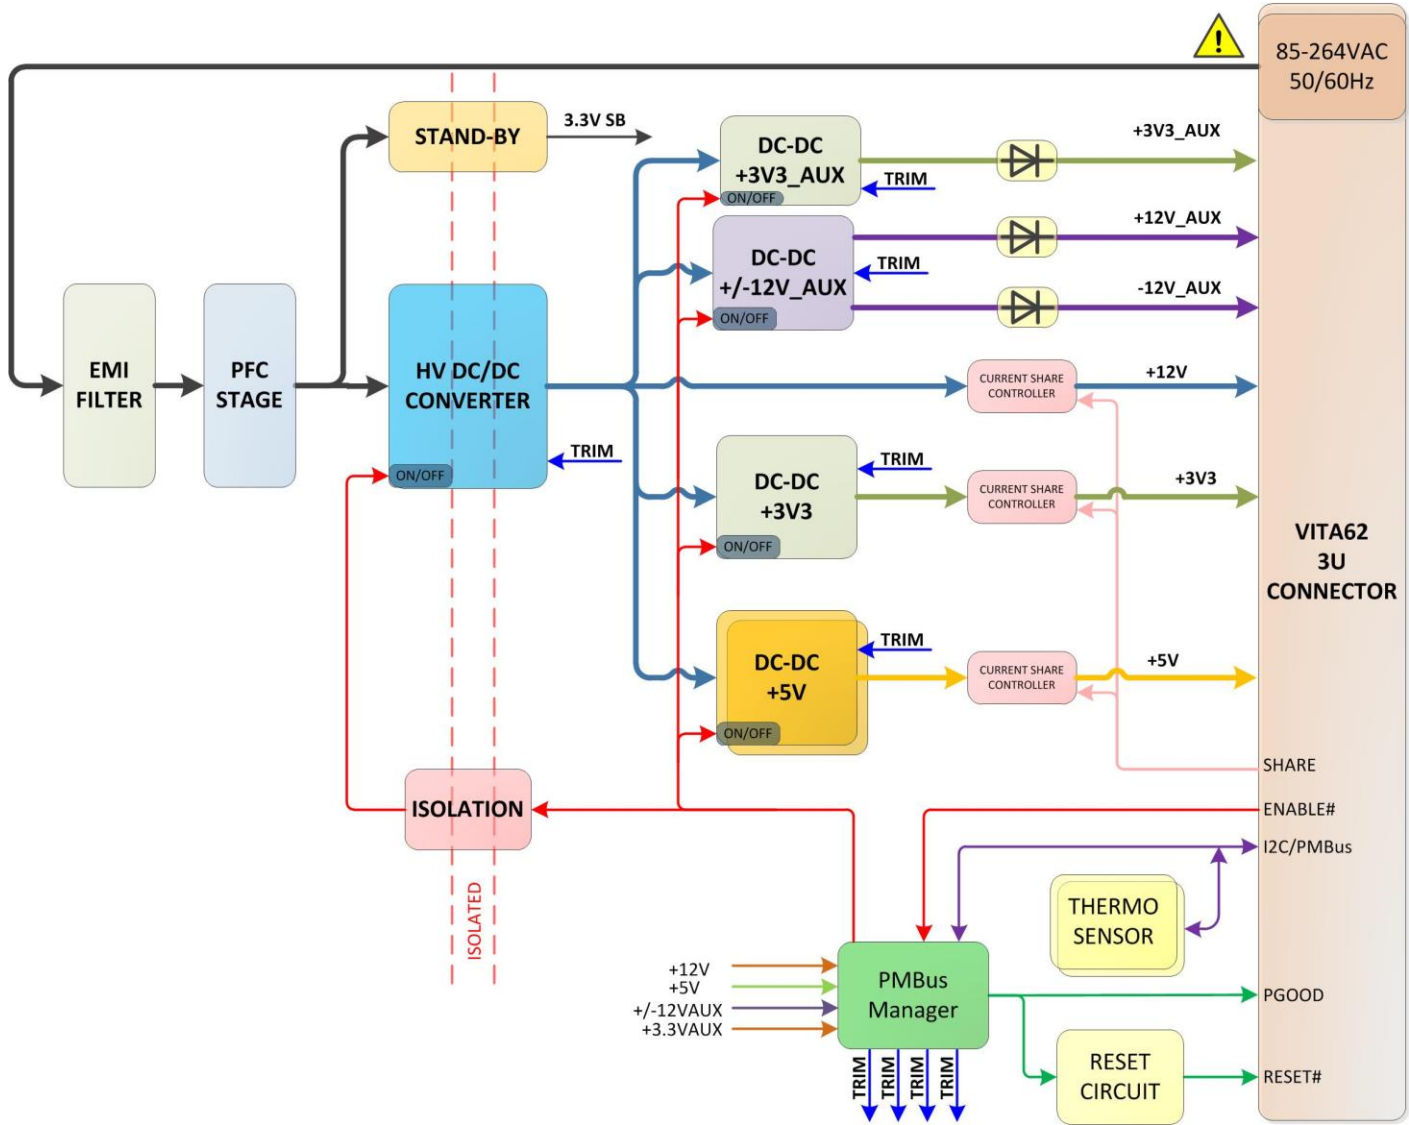 85-264VAC
50/60Hz
STAND-BY
3.3V SB
DC-DC
+3V3_AUX
ON/OFF
TRIM
+3V3_AUX
DC-DC
+/-12V_AUX
ON/OFF
TRIM
+12V_AUX
-12V_AUX
EMI
FILTER
PFC
STAGE
HV DC/DC
CONVERTER
ON/OFF
TRIM
CURRENT SHARE
CONTROLLER
+12V
DC-DC
+3V3
ON/OFF
TRIM
CURRENT SHARE
CONTROLLER
+3V3
VITA62
3U
CONNECTOR
DC-DC
+5V
ON/OFF
TRIM
CURRENT SHARE
CONTROLLER
+5V
SHARE
ISOLATION
ENABLE#
I2C/PMBus
ISOLATED
THERMO
SENSOR
+12V
+5V
+/-12VAUX
+3.3VAUX
PMBus
Manager
PGOOD
TRIM
TRIM
TRIM
TRIM
RESET
CIRCUIT
RESET#